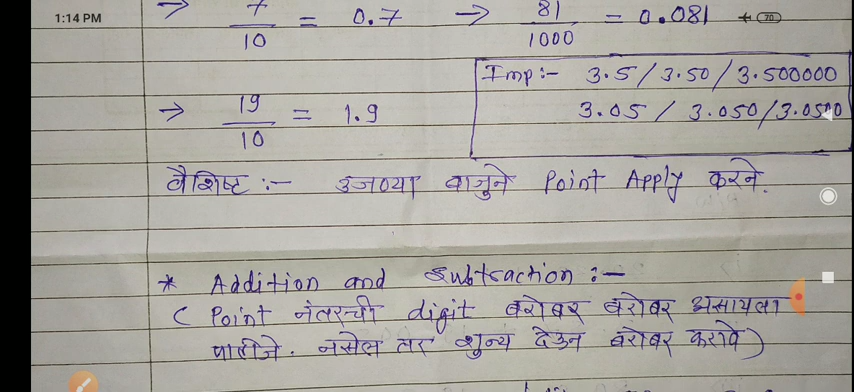 1:14 PM
70
→ 7/10 = 0.7 → 81/1000 = 0.081
Imp:- 3.5 / 3.50 / 3.500000
3.05 / 3.050 / 3.0500
→ 19/10 = 1.9
वैशिष्ट :- उजव्या बाजुने Point Apply करने.
* Addition and Subtraction :-
( Point नंतरची digit बरोबर बरोबर असायला
पाहीजे. नसेल तर शुन्य देऊन बरोबर करावे )